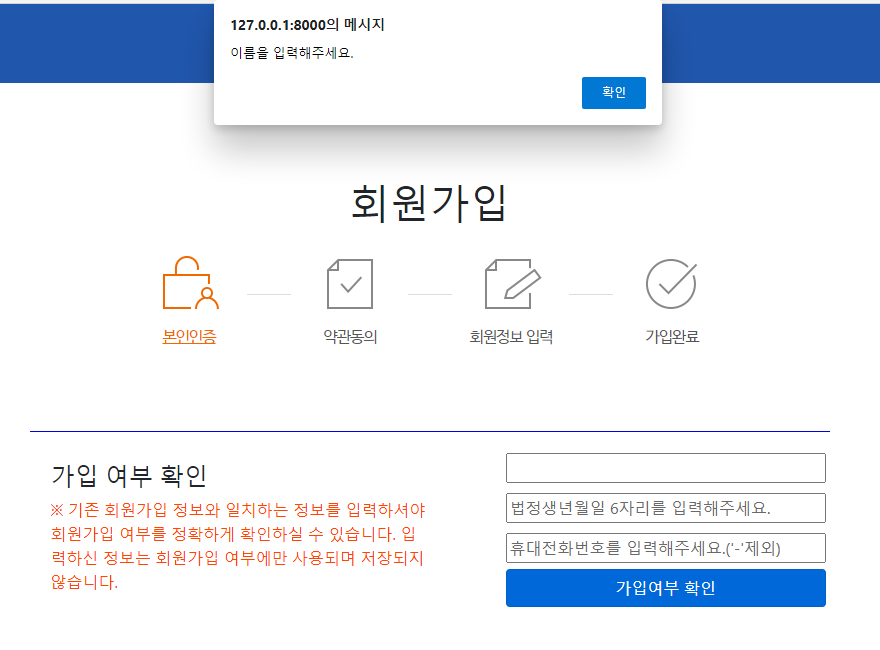 127.0.0.1:8000의 메시지
이름을 입력해주세요.
확인
회원가입
본인인증
약관동의
회원정보 입력
가입완료
가입 여부 확인
※ 기존 회원가입 정보와 일치하는 정보를 입력하셔야
회원가입 여부를 정확하게 확인하실 수 있습니다. 입
력하신 정보는 회원가입 여부에만 사용되며 저장되지
않습니다.
법정생년월일 6자리를 입력해주세요.
휴대전화번호를 입력해주세요.('-'제외)
가입여부 확인